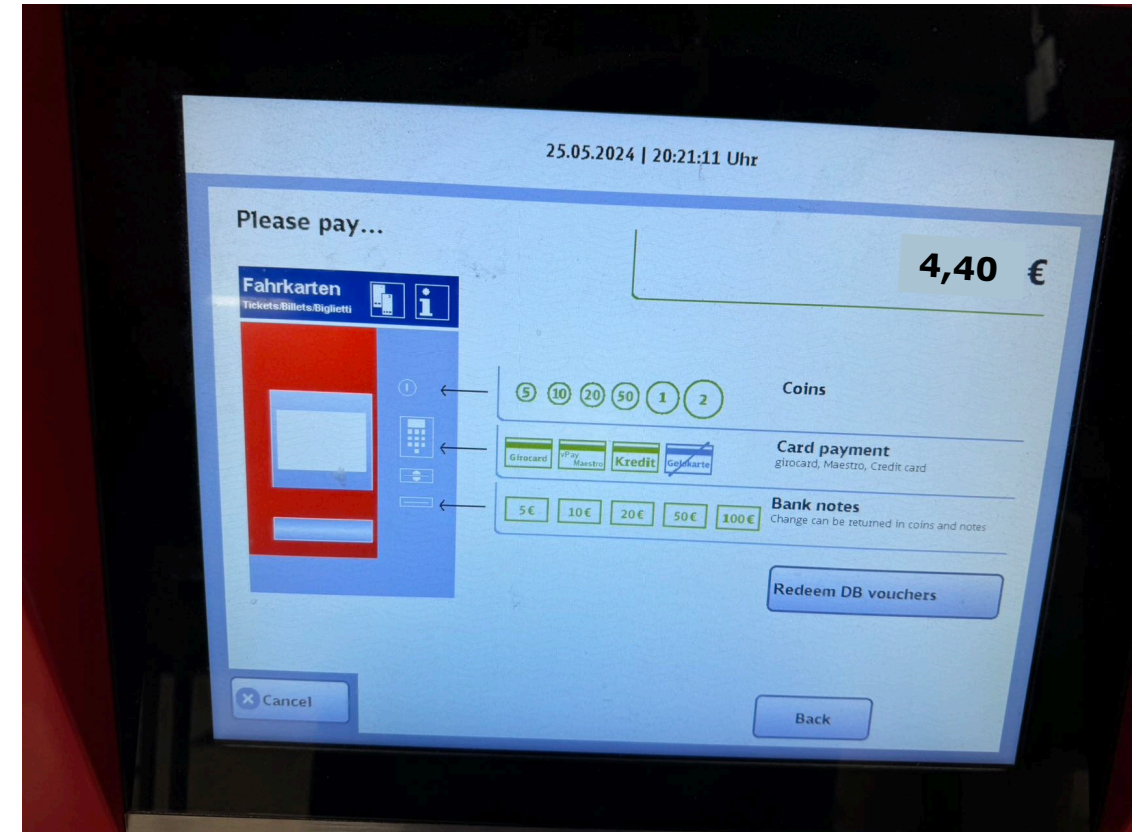 25.05.2024 | 20:21:11 Uhr
Please pay...
4,40 €
Fahrkarten
Tickets/Billets/Biglietti
5 10 20 50 1 2
Coins
Girocard
vPay
Maestro
Kredit
Geldkarte
Card payment
girocard, Maestro, Credit card
5€ 10€ 20€ 50€ 100€
Bank notes
Change can be returned in coins and notes
Redeem DB vouchers
Cancel
Back